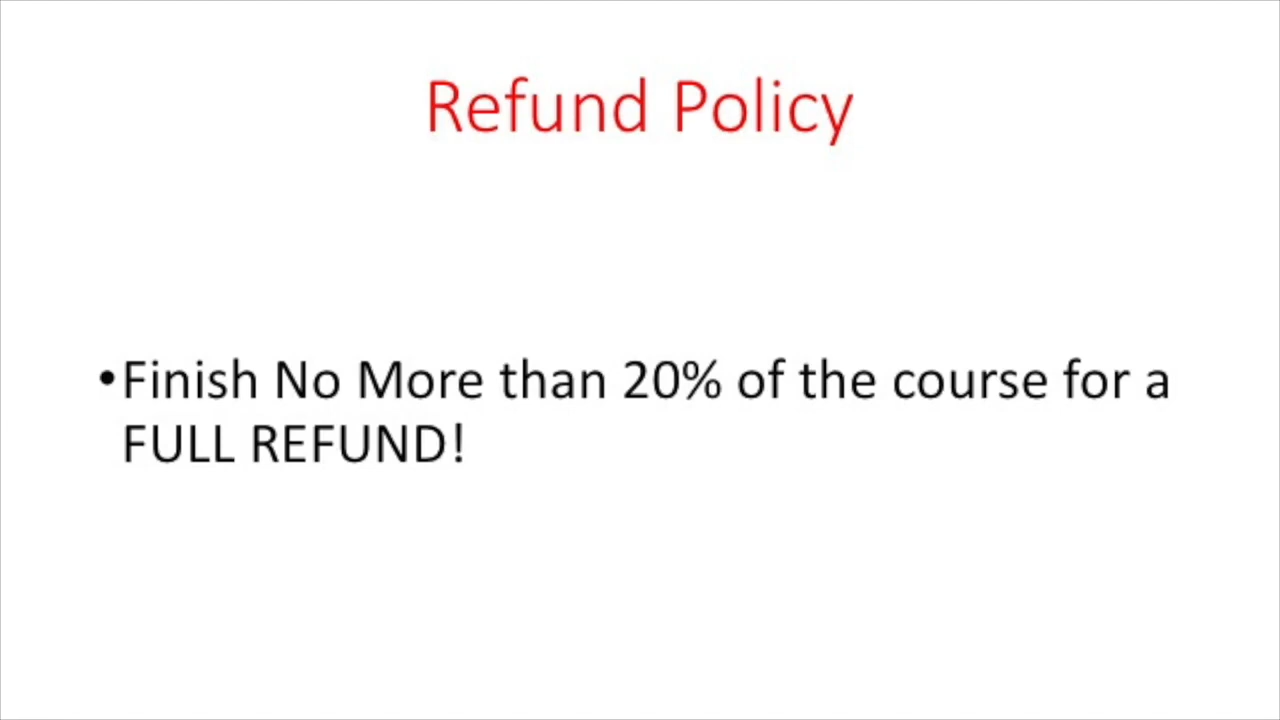 Refund Policy
•Finish No More than 20% of the course for a
FULL REFUND!